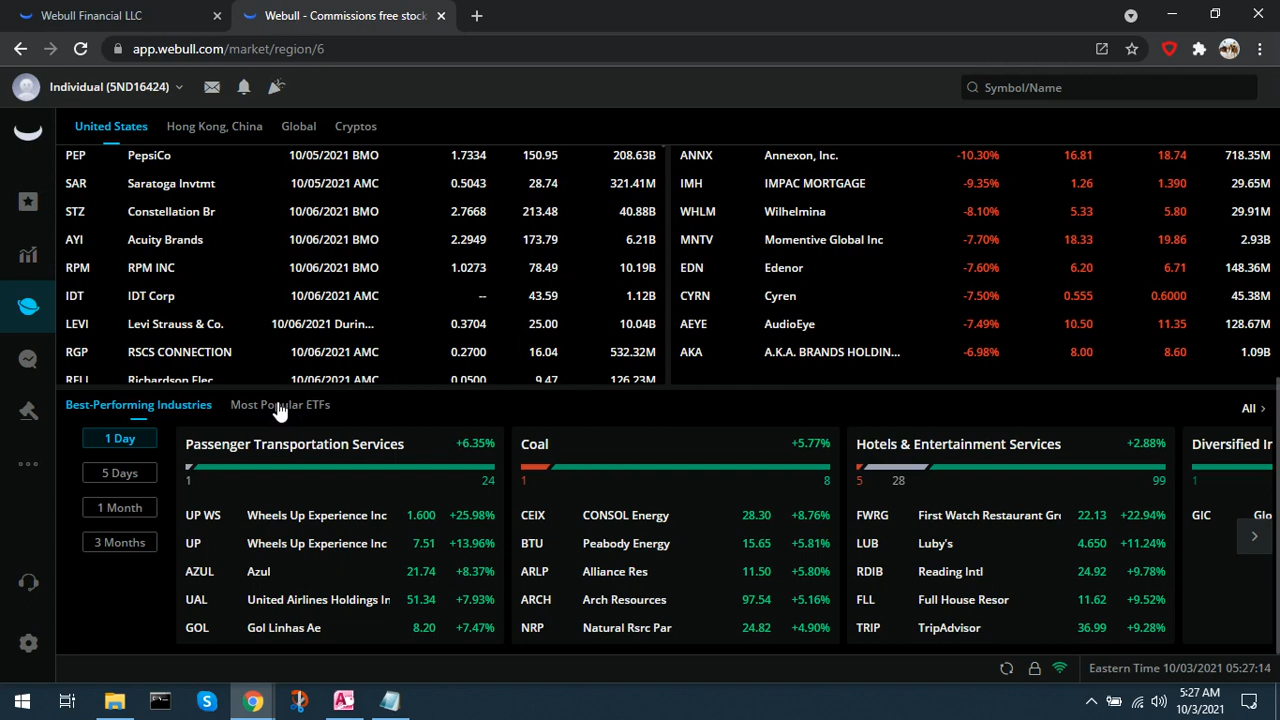 Webull Financial LLC
Webull - Commissions free stock
app.webull.com/market/region/6
Individual (5ND16424)
Symbol/Name
United States Hong Kong, China Global Cryptos
PEP PepsiCo 10/05/2021 BMO 1.7334 150.95 208.63B
SAR Saratoga Invtmt 10/05/2021 AMC 0.5043 28.74 321.41M
STZ Constellation Br 10/06/2021 BMO 2.7668 213.48 40.88B
AYI Acuity Brands 10/06/2021 BMO 2.2949 173.79 6.21B
RPM RPM INC 10/06/2021 BMO 1.0273 78.49 10.19B
IDT IDT Corp 10/06/2021 AMC -- 43.59 1.12B
LEVI Levi Strauss & Co. 10/06/2021 Durin... 0.3704 25.00 10.04B
RGP RSCS CONNECTION 10/06/2021 AMC 0.2700 16.04 532.32M
RELL Richardson Elec 10/06/2021 AMC 0.0500 9.47 126.23M
ANNX Annexon, Inc. -10.30% 16.81 18.74 718.35M
IMH IMPAC MORTGAGE -9.35% 1.26 1.390 29.65M
WHLM Wilhelmina -8.10% 5.33 5.80 29.91M
MNTV Momentive Global Inc -7.70% 18.33 19.86 2.93B
EDN Edenor -7.60% 6.20 6.71 148.36M
CYRN Cyren -7.50% 0.555 0.6000 45.38M
AEYE AudioEye -7.49% 10.50 11.35 128.67M
AKA A.K.A. BRANDS HOLDIN... -6.98% 8.00 8.60 1.09B
Best-Performing Industries Most Popular ETFs All
1 Day
5 Days
1 Month
3 Months
Passenger Transportation Services +6.35%
1 24
UP WS Wheels Up Experience Inc 1.600 +25.98%
UP Wheels Up Experience Inc 7.51 +13.96%
AZUL Azul 21.74 +8.37%
UAL United Airlines Holdings In 51.34 +7.93%
GOL Gol Linhas Ae 8.20 +7.47%
Coal +5.77%
1 8
CEIX CONSOL Energy 28.30 +8.76%
BTU Peabody Energy 15.65 +5.81%
ARLP Alliance Res 11.50 +5.80%
ARCH Arch Resources 97.54 +5.16%
NRP Natural Rsrc Par 24.82 +4.90%
Hotels & Entertainment Services +2.88%
5 28 99
FWRG First Watch Restaurant Gr 22.13 +22.94%
LUB Luby's 4.650 +11.24%
RDIB Reading Intl 24.92 +9.78%
FLL Full House Resor 11.62 +9.52%
TRIP TripAdvisor 36.99 +9.28%
Diversified In
1
GIC Glo
Eastern Time 10/03/2021 05:27:14
5:27 AM
10/3/2021